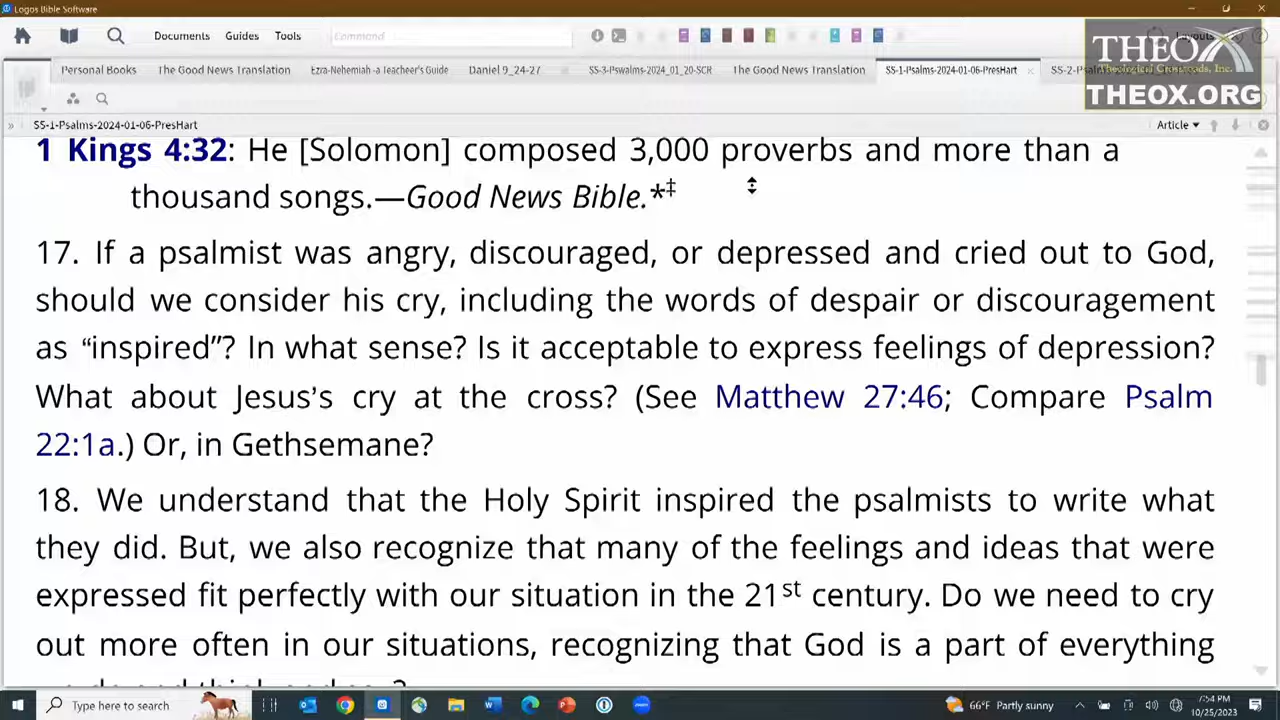 Logos Bible Software
Documents Guides Tools Command Layouts
THEOX
Theological Crossroads, Inc.
THEOX.ORG
Personal Books The Good News Translation Ezra-Nehemiah - a Teacher's Daniel 9_24-27 SS-3-Pswalms-2024_01_20-SCR The Good News Translation SS-1-Psalms-2024-01-06-PresHart
SS-1-Psalms-2024-01-06-PresHart Article
1 Kings 4:32: He [Solomon] composed 3,000 proverbs and more than a
thousand songs.—Good News Bible.*‡
17. If a psalmist was angry, discouraged, or depressed and cried out to God,
should we consider his cry, including the words of despair or discouragement
as “inspired”? In what sense? Is it acceptable to express feelings of depression?
What about Jesus’s cry at the cross? (See Matthew 27:46; Compare Psalm
22:1a.) Or, in Gethsemane?
18. We understand that the Holy Spirit inspired the psalmists to write what
they did. But, we also recognize that many of the feelings and ideas that were
expressed fit perfectly with our situation in the 21st century. Do we need to cry
out more often in our situations, recognizing that God is a part of everything
Type here to search 66°F Partly sunny 7:54 PM
10/25/2023